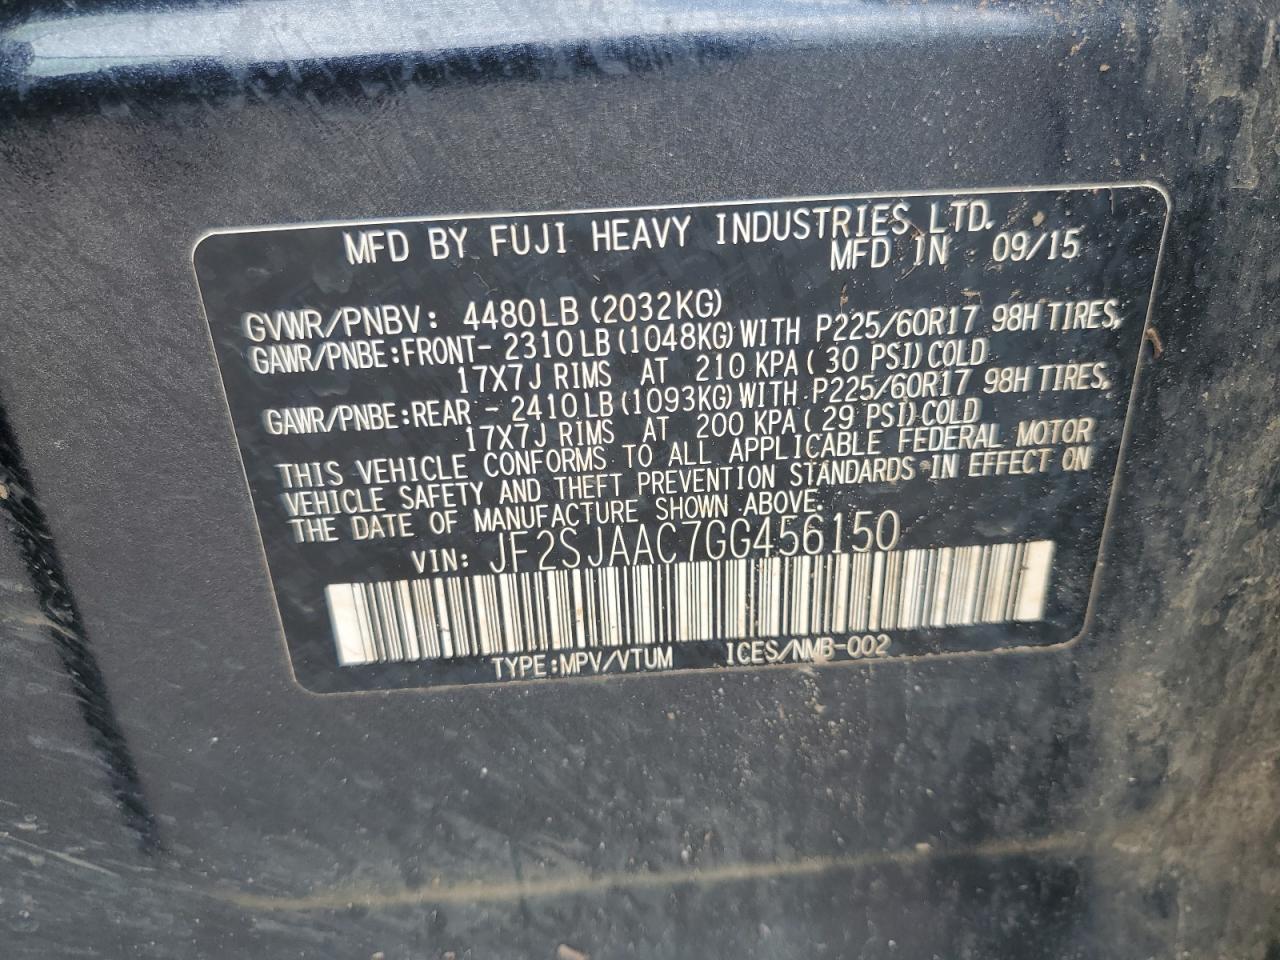 MFD BY FUJI HEAVY INDUSTRIES LTD.
MFD IN 09/15
GVWR/PNBV: 4480LB (2032KG)
GAWR/PNBE:FRONT- 2310LB(1048KG)WITH P225/60R17 98H TIRES,
17X7J RIMS AT 210 KPA( 30 PSI)COLD
GAWR/PNBE:REAR - 2410LB(1093KG)WITH P225/60R17 98H TIRES,
17X7J RIMS AT 200 KPA( 29 PSI)COLD
THIS VEHICLE CONFORMS TO ALL APPLICABLE FEDERAL MOTOR
VEHICLE SAFETY AND THEFT PREVENTION STANDARDS IN EFFECT ON
THE DATE OF MANUFACTURE SHOWN ABOVE.
VIN: JF2SJAAC7GG456150
TYPE:MPV/VTUM ICES/NMB-002